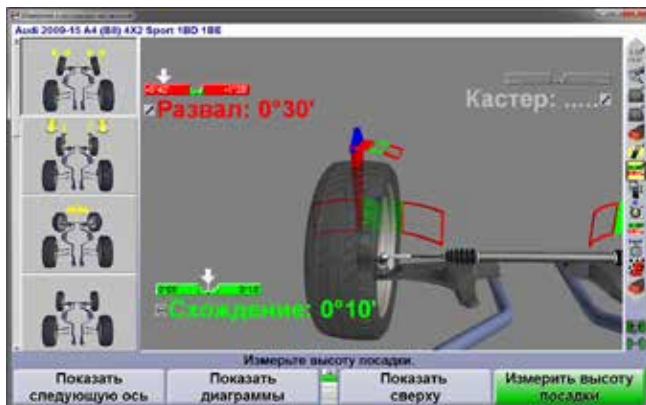 Audi 2009-15 A4 (B8) 4X2 Sport 1BD 1BE
Развал: 0°30'
Кастер: .....
Схождение: 0°10'
Измерьте высоту посадки.
Показать следующую ось
Показать диаграммы
Показать сверху
Измерить высоту посадки